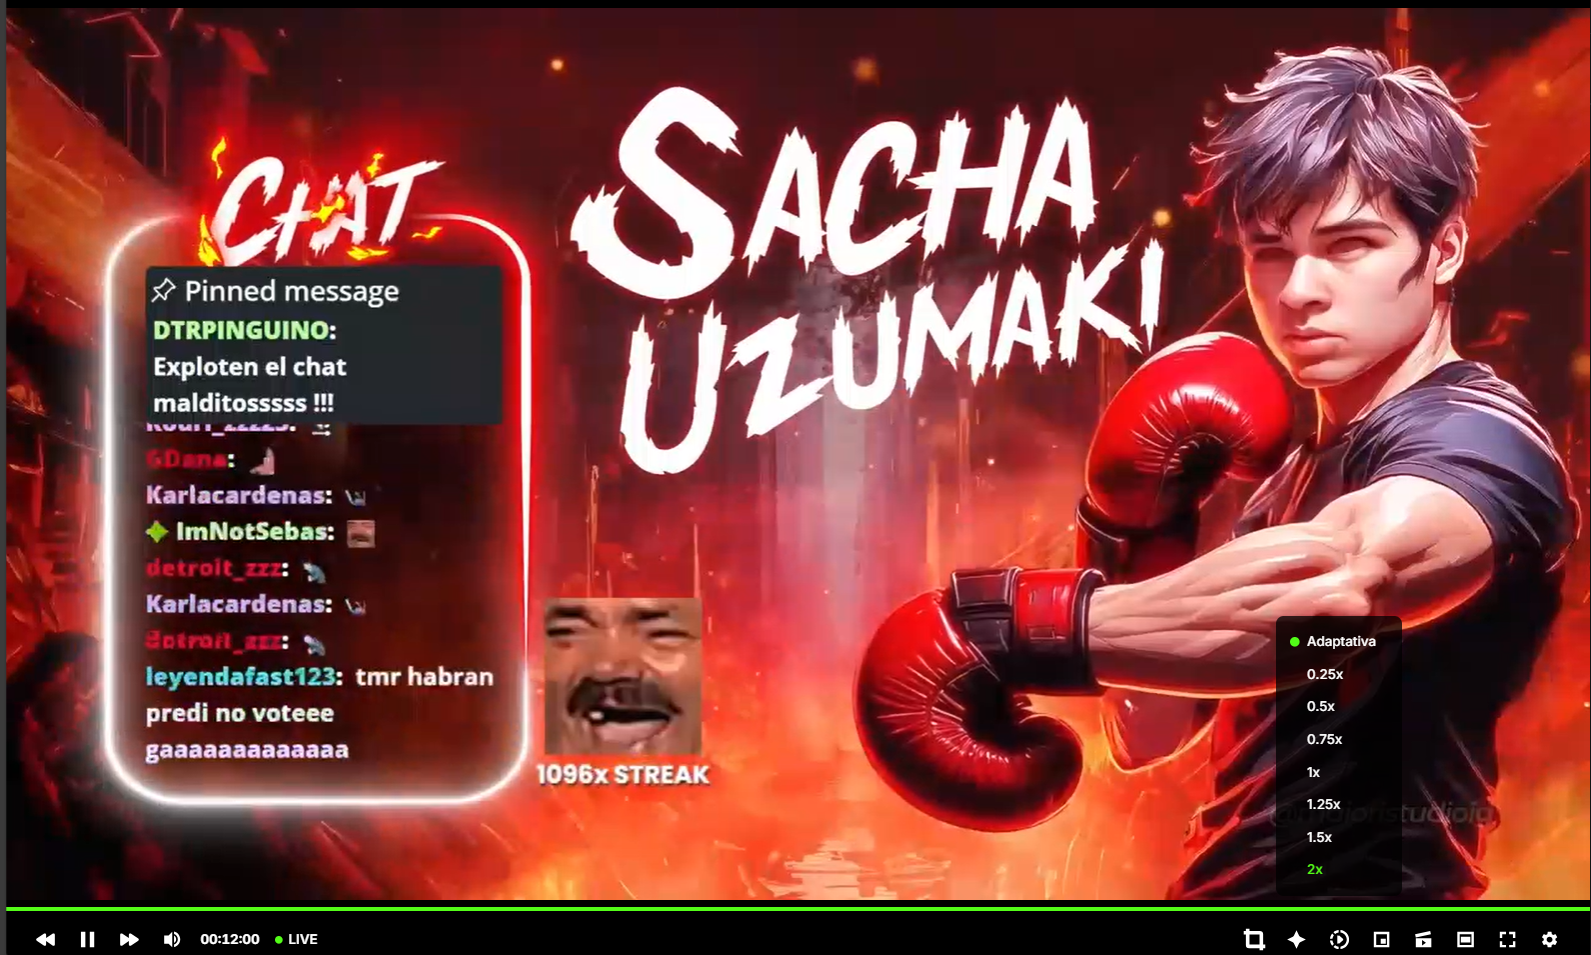 CHAT
Pinned message
DTRPINGUINO:
Exploten el chat
malditosssss !!!
GDana:
Karlacardenas:
ImNotSebas:
detroit_zzz:
Karlacardenas:
detroit_zzz:
leyendafast123: tmr habran
predi no voteee
gaaaaaaaaaaaaa
SACHA
UZUMAKI
1096x STREAK
Adaptativa
0.25x
0.5x
0.75x
1x
1.25x
1.5x
2x
00:12:00
LIVE